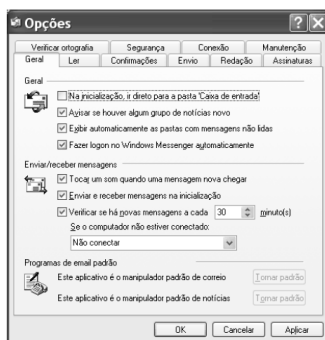 Opções
Verificar ortografia Segurança Conexão Manutenção
Geral Ler Confirmações Envio Redação Assinaturas
Geral
Na inicialização, ir direto para a pasta 'Caixa de entrada'
Avisar se houver algum grupo de notícias novo
Exibir automaticamente as pastas com mensagens não lidas
Fazer logon no Windows Messenger automaticamente
Enviar/receber mensagens
Tocar um som quando uma mensagem nova chegar
Enviar e receber mensagens na inicialização
Verificar se há novas mensagens a cada 30 minuto(s)
Se o computador não estiver conectado:
Não conectar
Programas de email padrão
Este aplicativo é o manipulador padrão de correio Tornar padrão
Este aplicativo é o manipulador padrão de notícias Tornar padrão
OK Cancelar Aplicar